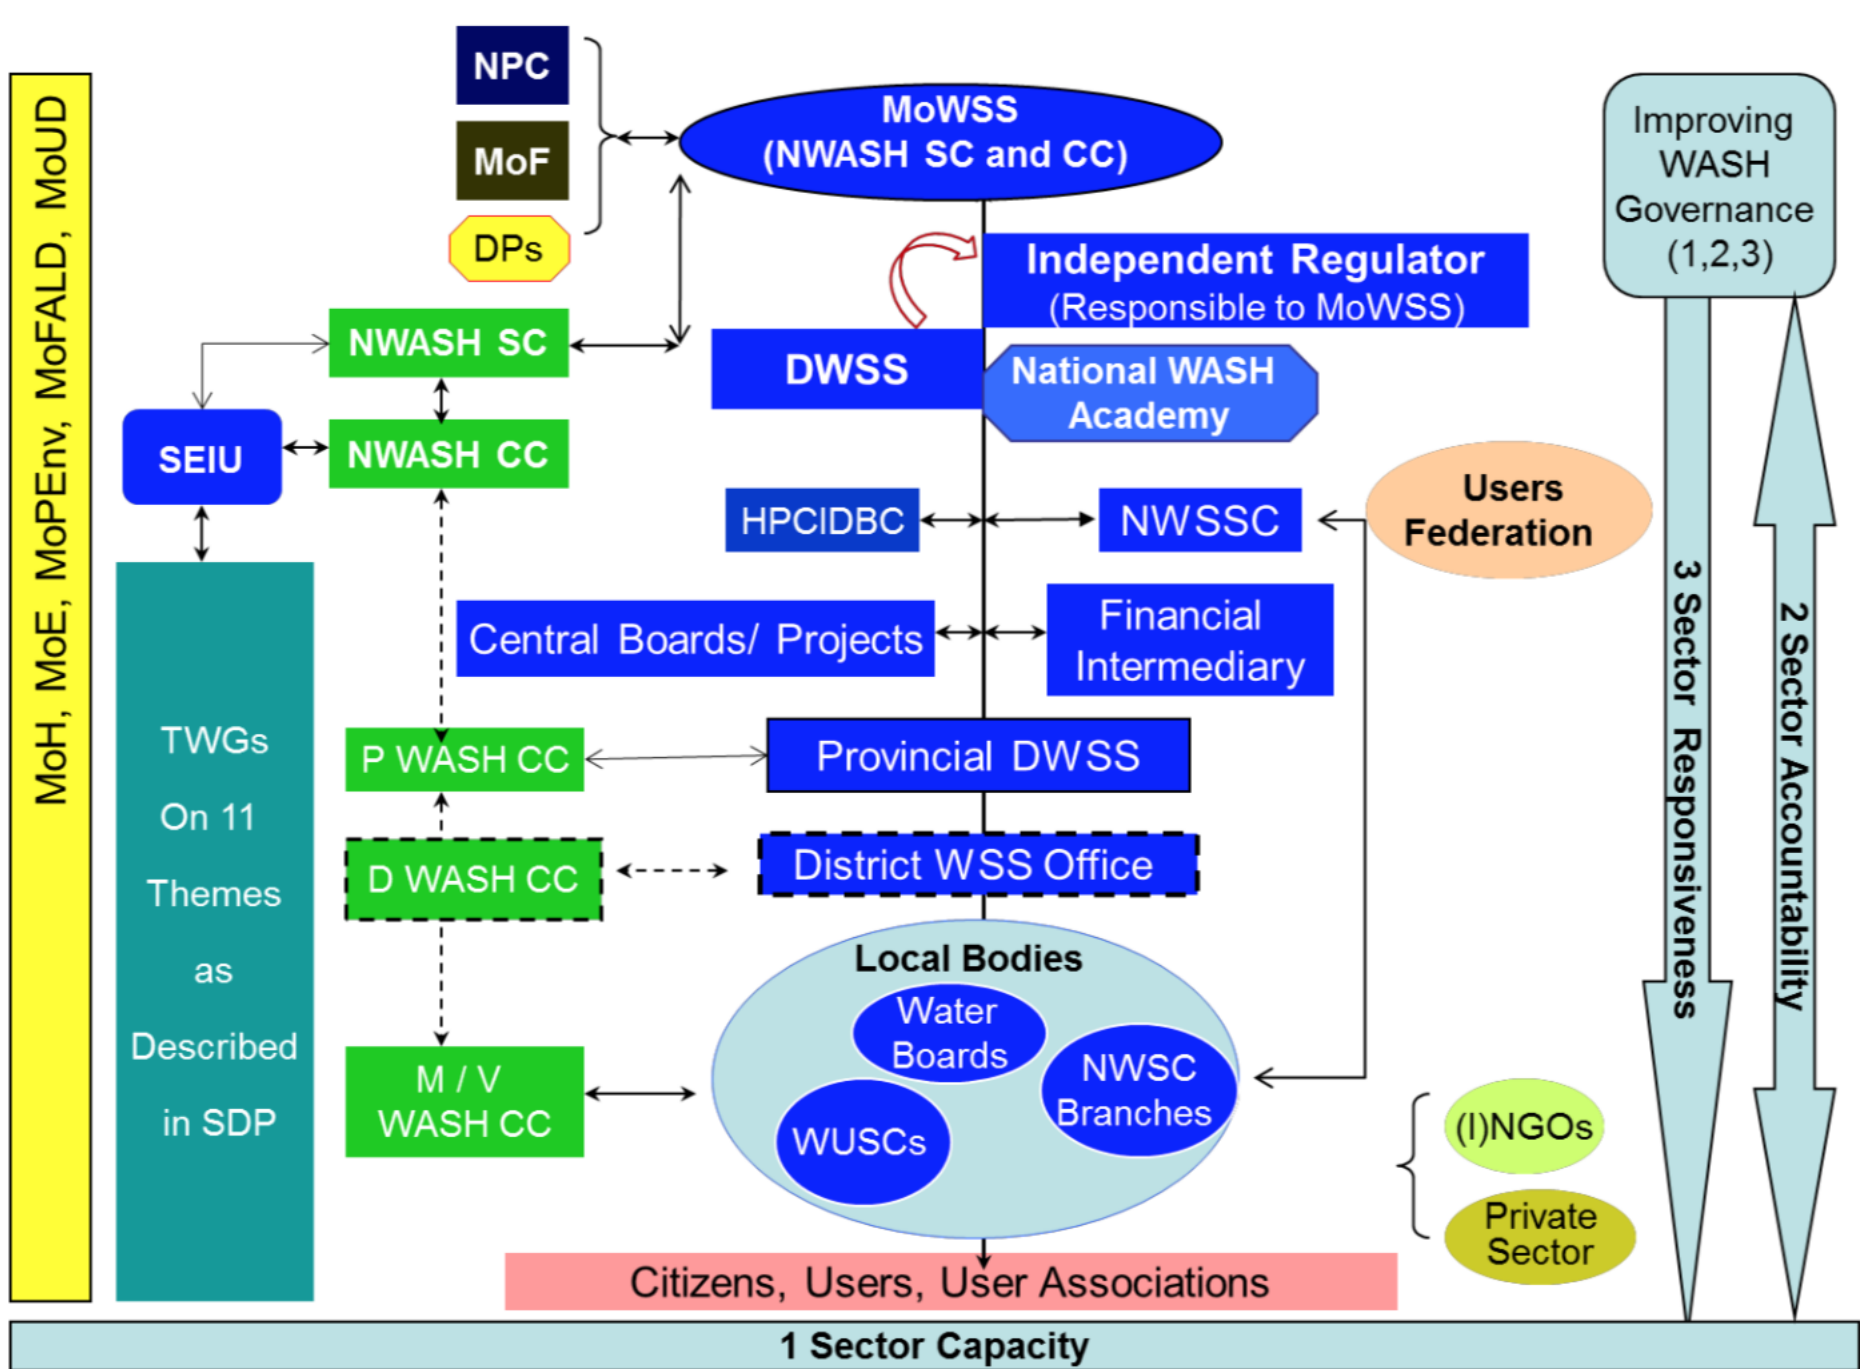 MoH, MoE, MoPEnv, MoFALD, MoUD
NPC
MoF
DPs
MoWSS
(NWASH SC and CC)
Independent Regulator
(Responsible to MoWSS)
NWASH SC
DWSS
National WASH
Academy
SEIU
NWASH CC
HPCIDBC
NWSSC
Users
Federation
Central Boards/ Projects
Financial
Intermediary
TWGs
On 11
Themes
as
Described
in SDP
P WASH CC
Provincial DWSS
D WASH CC
District WSS Office
M / V
WASH CC
Local Bodies
Water
Boards
NWSC
Branches
WUSCs
(I)NGOs
Private
Sector
Citizens, Users, User Associations
Improving
WASH
Governance
(1,2,3)
3 Sector Responsiveness
2 Sector Accountability
1 Sector Capacity